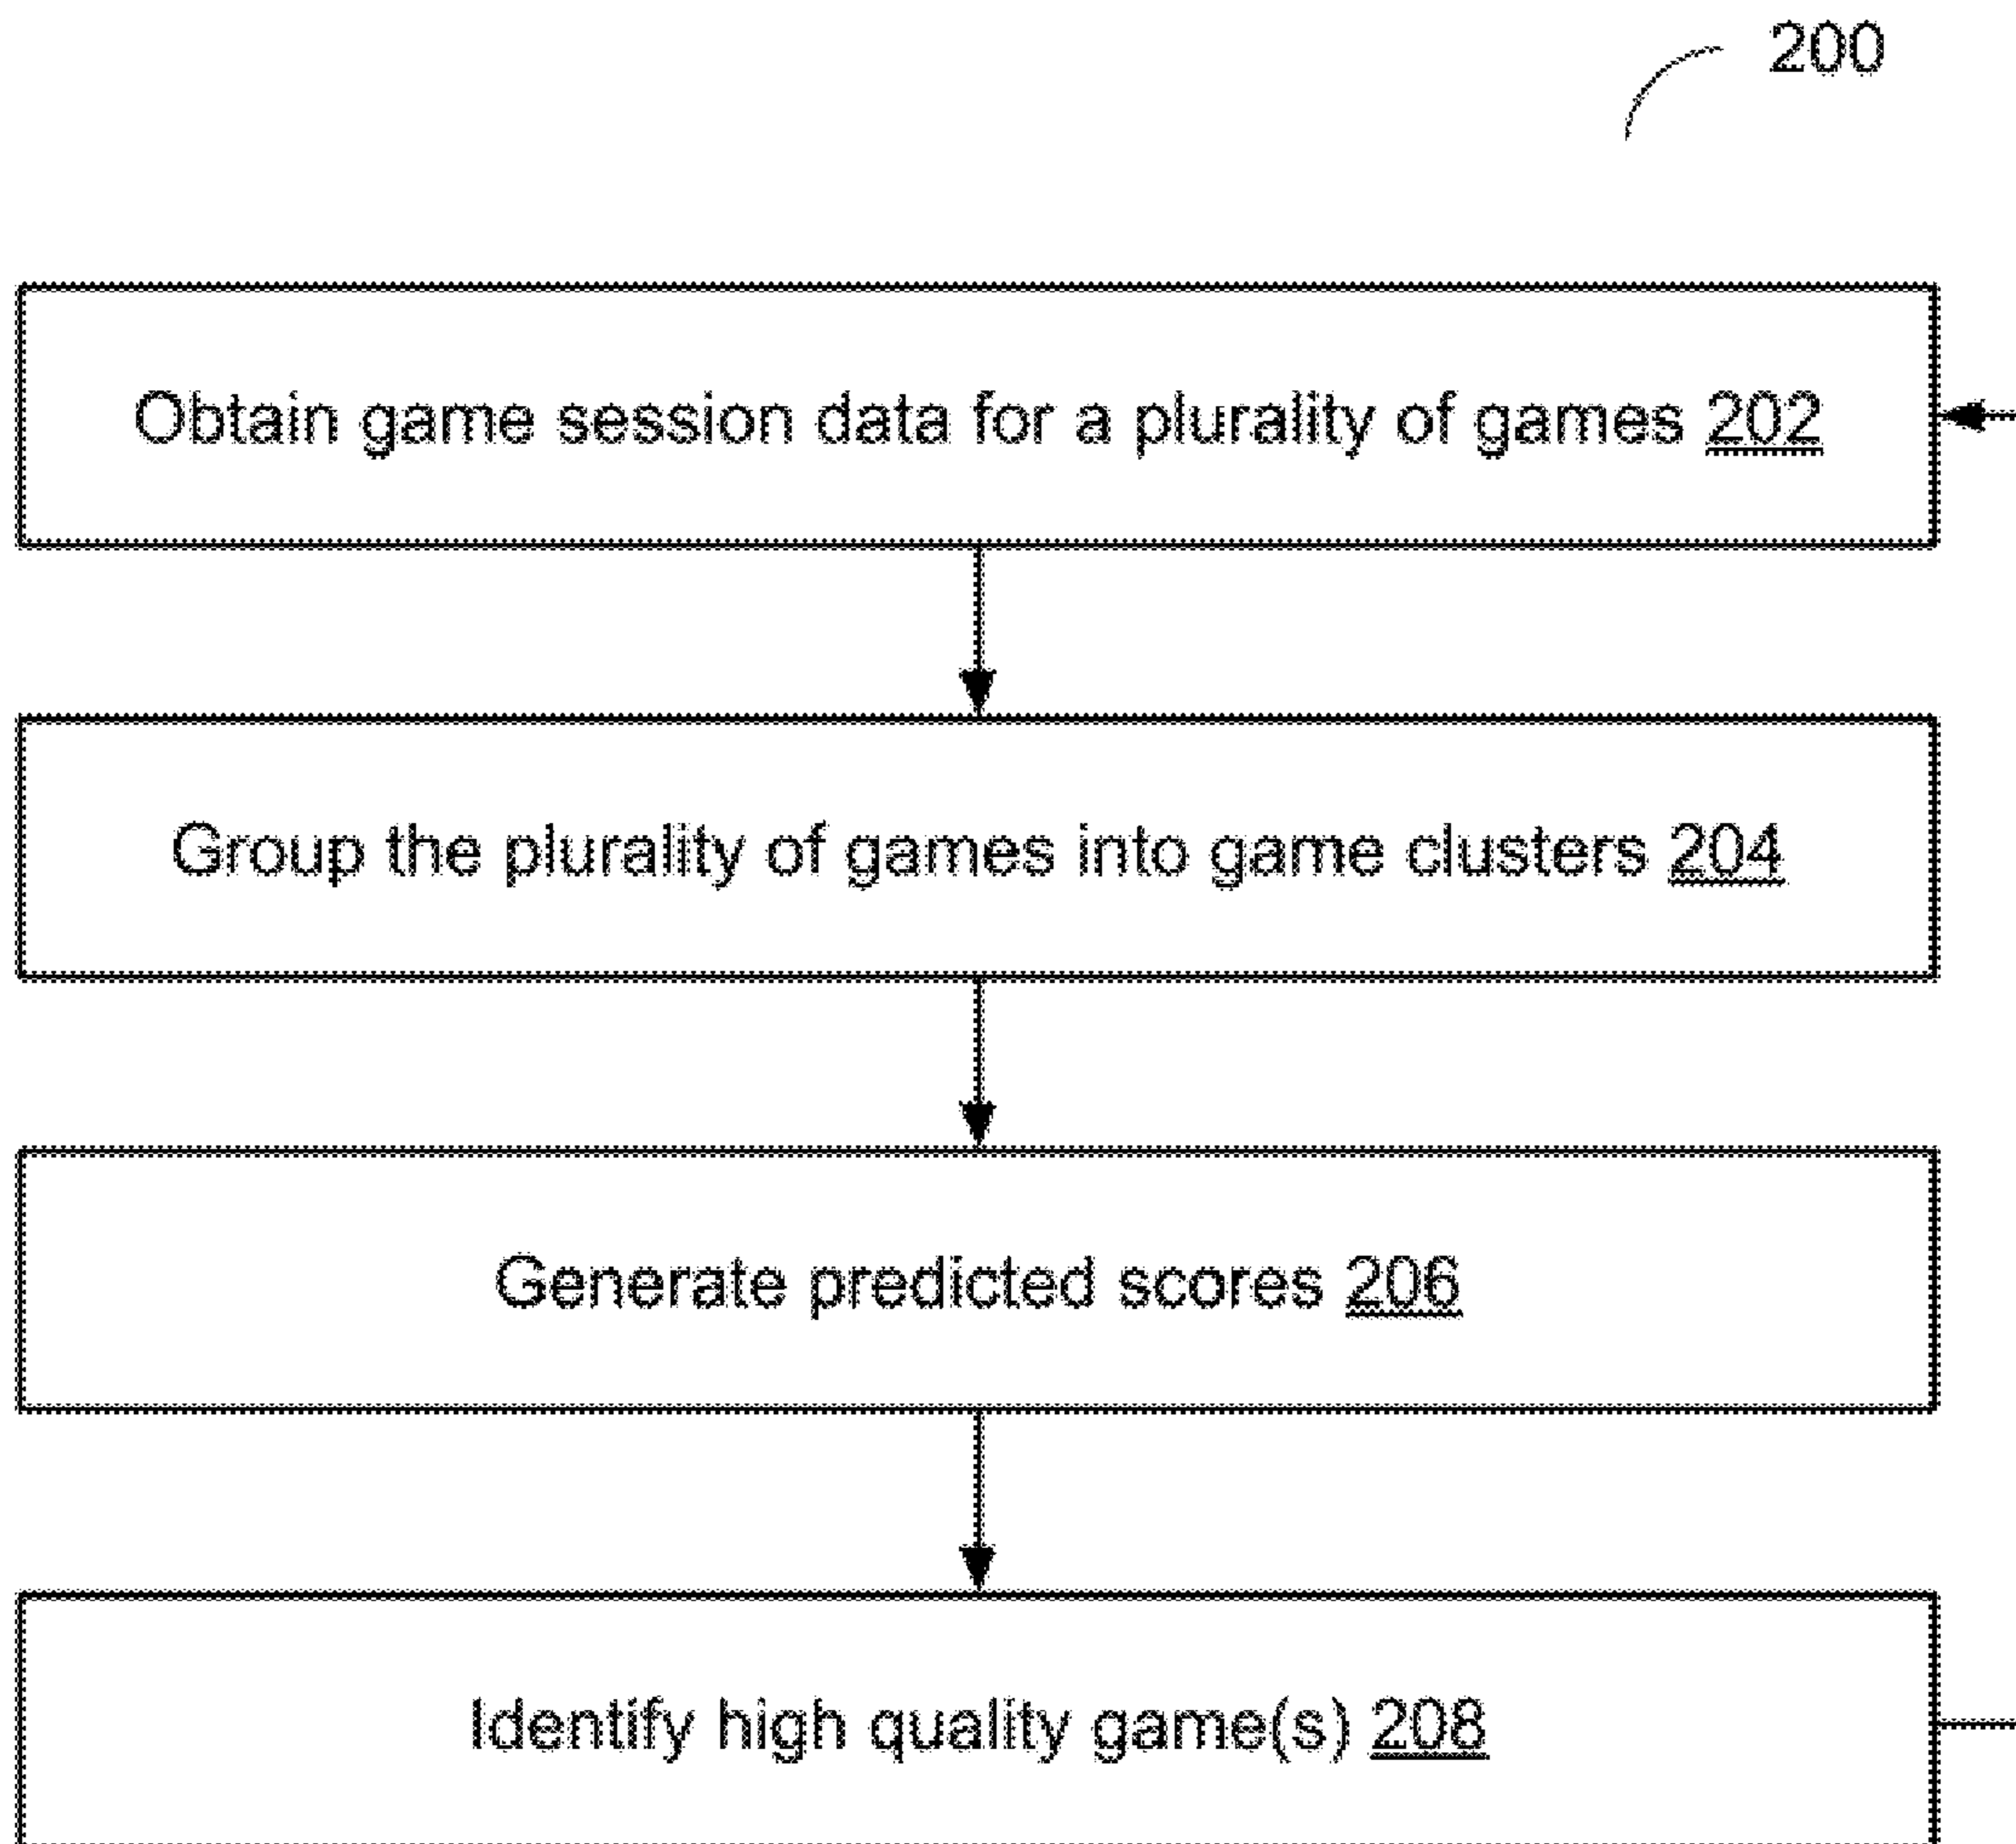 200
Obtain game session data for a plurality of games 202
Group the plurality of games into game clusters 204
Generate predicted scores 206
Identify high quality game(s) 208